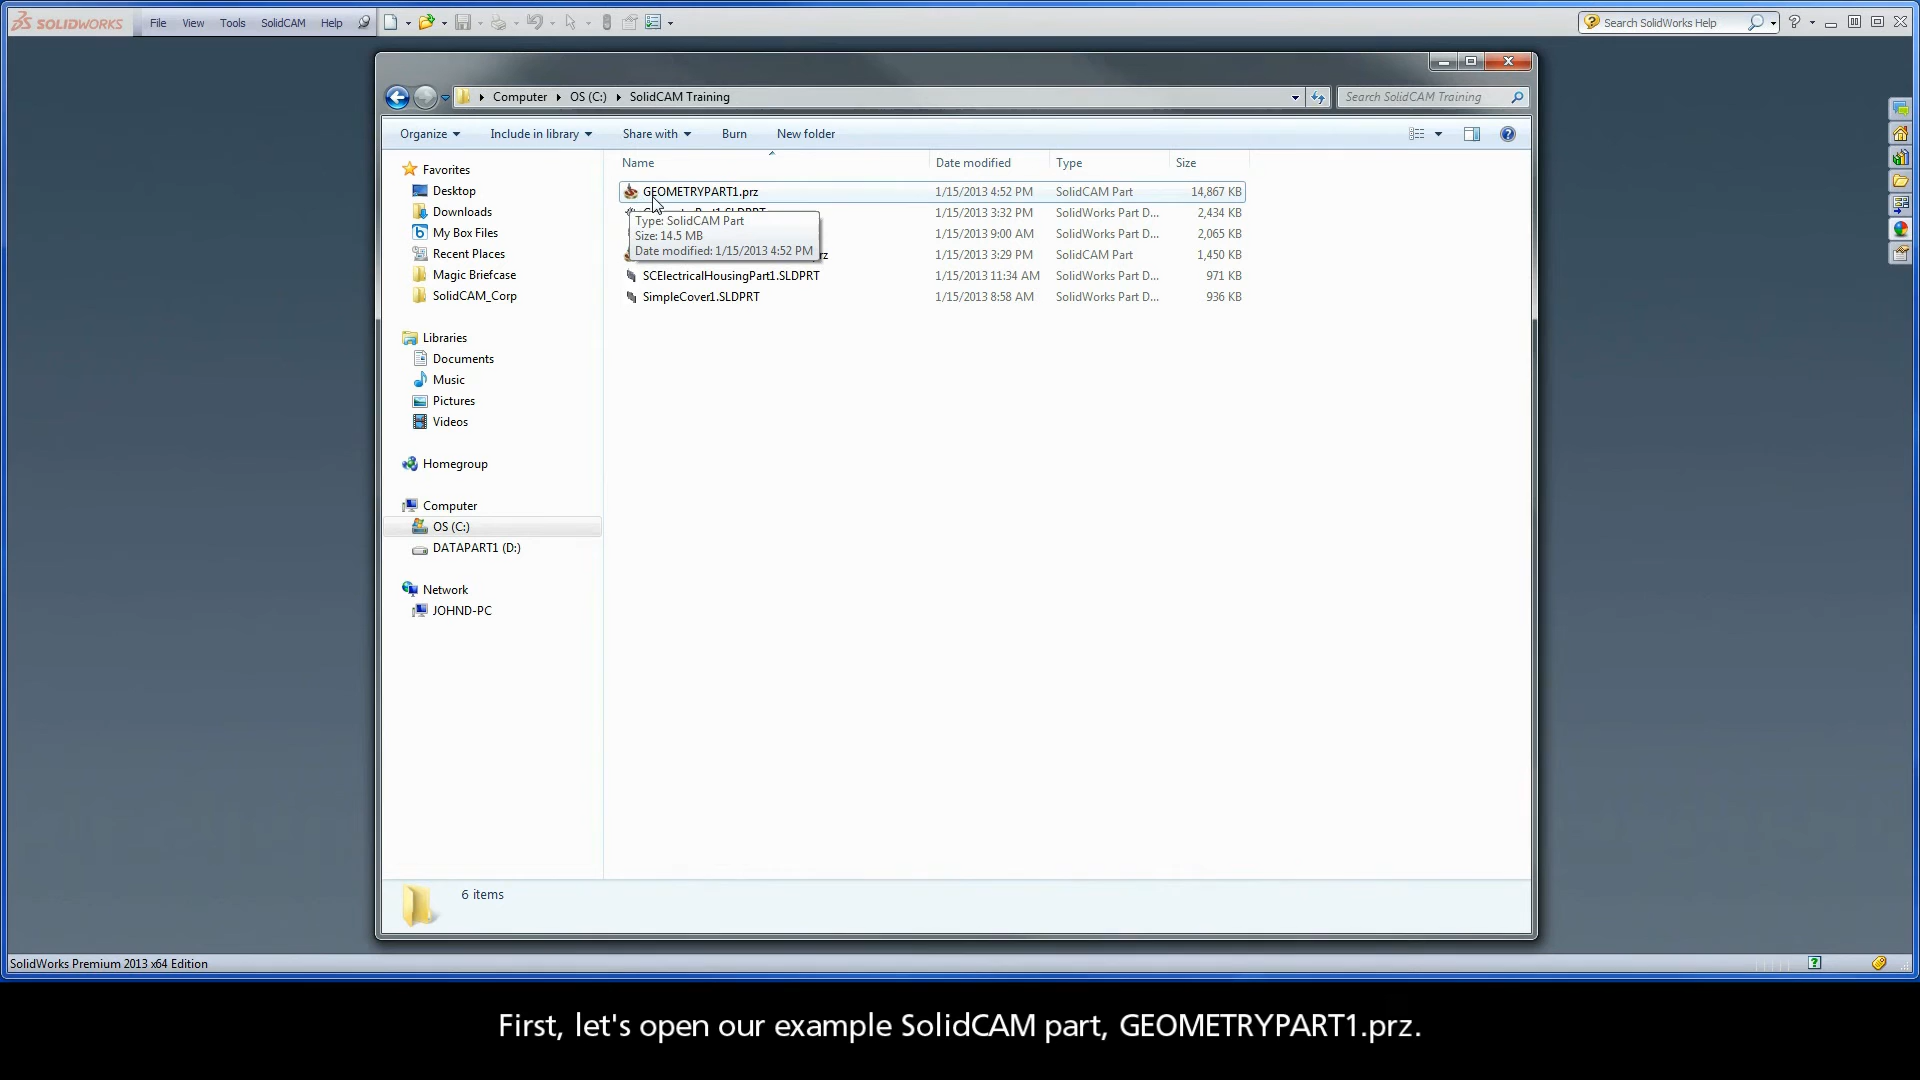 SOLIDWORKS File View Tools SolidCAM Help Search SolidWorks Help
Computer OS (C:) SolidCAM Training Search SolidCAM Training
Organize Include in library Share with Burn New folder
Name Date modified Type Size
Favorites
Desktop
Downloads
My Box Files
Recent Places
Magic Briefcase
SolidCAM_Corp
Libraries
Documents
Music
Pictures
Videos
Homegroup
Computer
OS (C:)
DATAPART1 (D:)
Network
JOHND-PC
GEOMETRYPART1.prz 1/15/2013 4:52 PM SolidCAM Part 14,867 KB
1/15/2013 3:32 PM SolidWorks Part D... 2,434 KB
1/15/2013 9:00 AM SolidWorks Part D... 2,065 KB
rz 1/15/2013 3:29 PM SolidCAM Part 1,450 KB
SCElectricalHousingPart1.SLDPRT 1/15/2013 11:34 AM SolidWorks Part D... 971 KB
SimpleCover1.SLDPRT 1/15/2013 8:58 AM SolidWorks Part D... 936 KB
Type: SolidCAM Part
Size: 14.5 MB
Date modified: 1/15/2013 4:52 PM
6 items
SolidWorks Premium 2013 x64 Edition
First, let's open our example SolidCAM part, GEOMETRYPART1.prz.